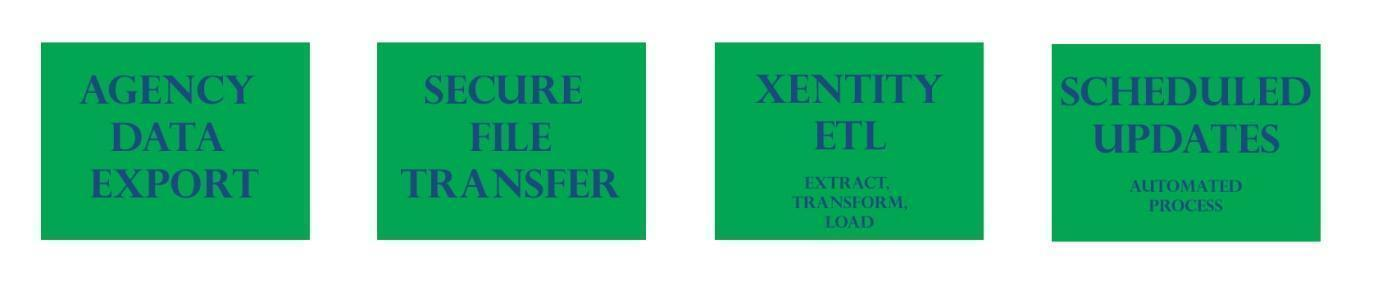 AGENCY
DATA
EXPORT
SECURE
FILE
TRANSFER
XENTITY
ETL
EXTRACT,
TRANSFORM,
LOAD
SCHEDULED
UPDATES
AUTOMATED
PROCESS